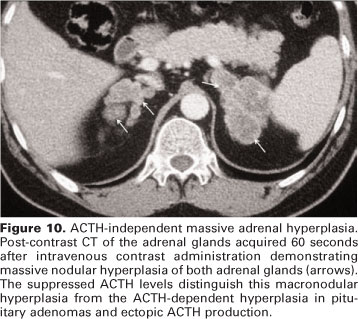 Figure 10. ACTH-independent massive adrenal hyperplasia.
Post-contrast CT of the adrenal glands acquired 60 seconds
after intravenous contrast administration demonstrating
massive nodular hyperplasia of both adrenal glands (arrows).
The suppressed ACTH levels distinguish this macronodular
hyperplasia from the ACTH-dependent hyperplasia in pitu-
itary adenomas and ectopic ACTH production.